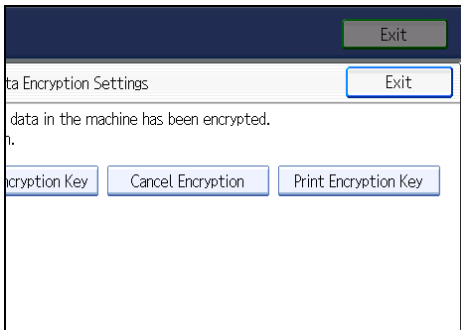 Exit
ta Encryption Settings Exit
data in the machine has been encrypted.
n.
ncryption Key Cancel Encryption Print Encryption Key